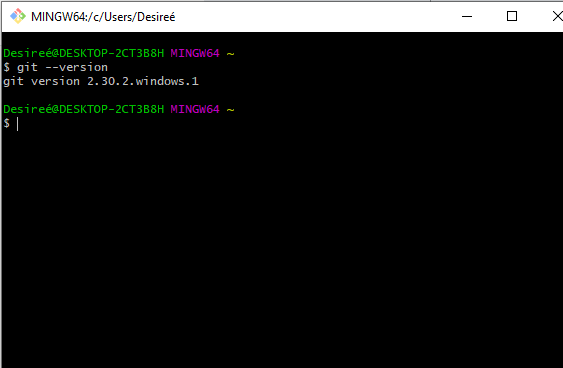 MINGW64:/c/Users/Desireé
Desireé@DESKTOP-2CT3B8H MINGW64 ~
$ git --version
git version 2.30.2.windows.1
Desireé@DESKTOP-2CT3B8H MINGW64 ~
$